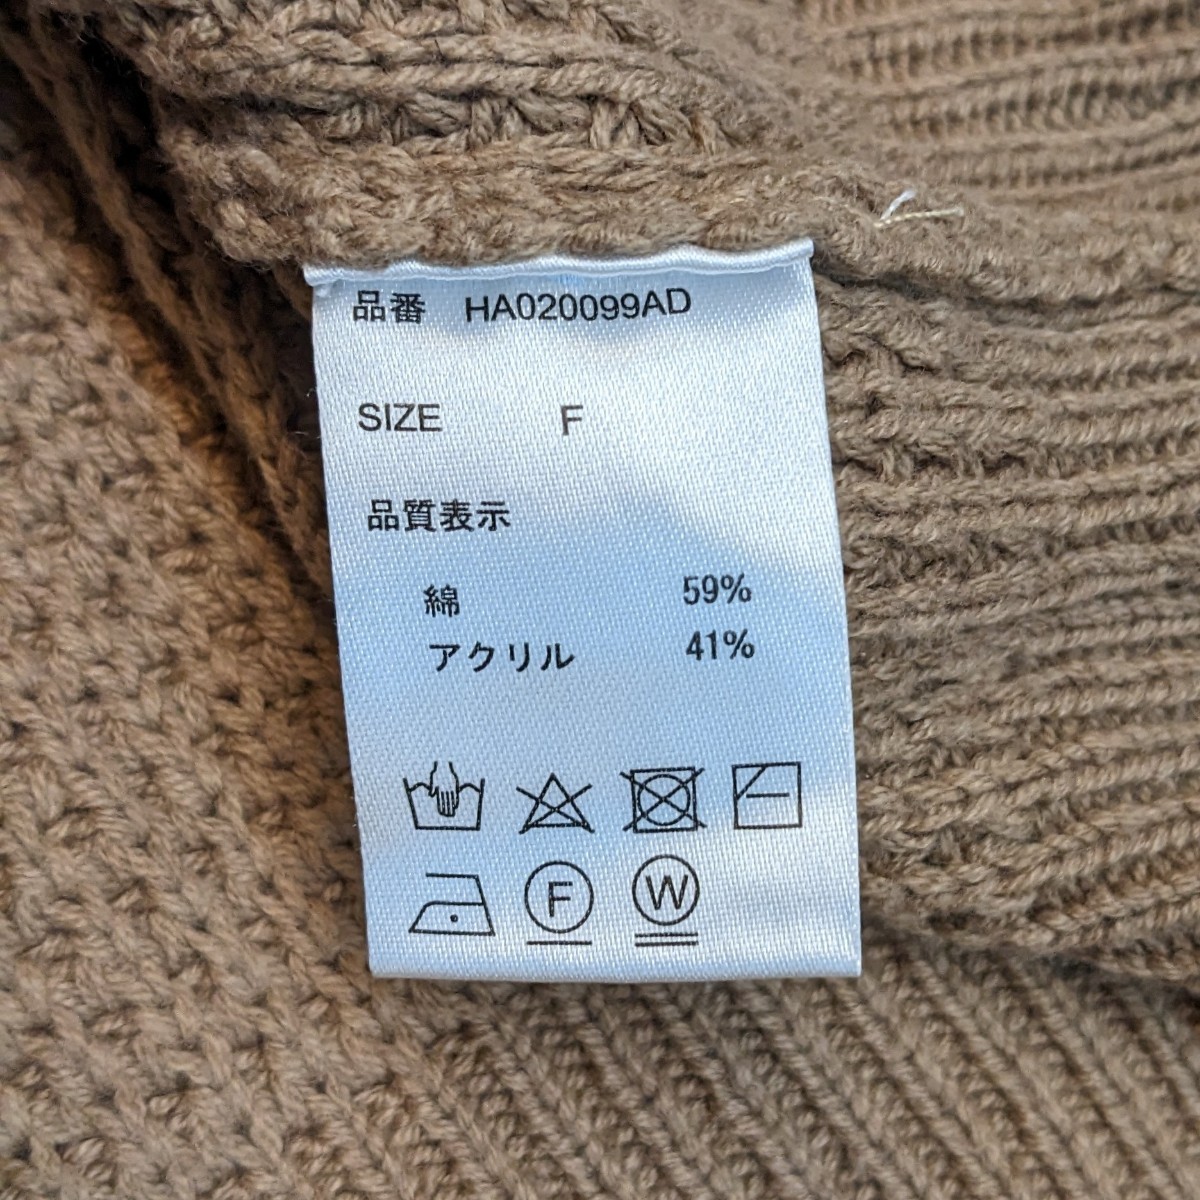 品番 HA020099AD
SIZE F
品質表示
綿 59%
アクリル 41%
F W